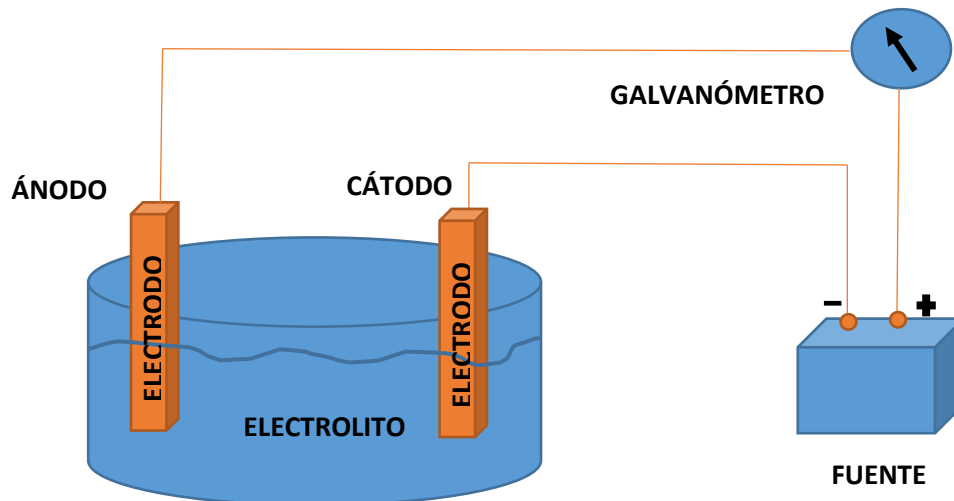 GALVANÓMETRO
ÁNODO
CÁTODO
ELECTRODO
ELECTRODO
- +
ELECTROLITO
FUENTE